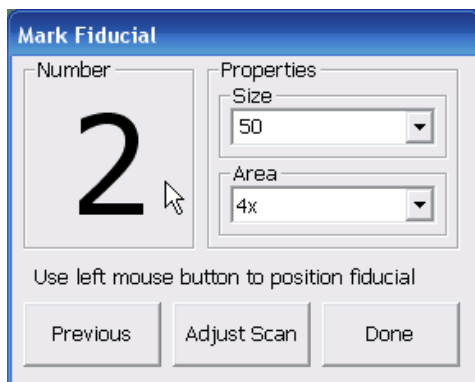 Mark Fiducial
Number
2
Properties
Size
50
Area
4x
Use left mouse button to position fiducial
Previous
Adjust Scan
Done